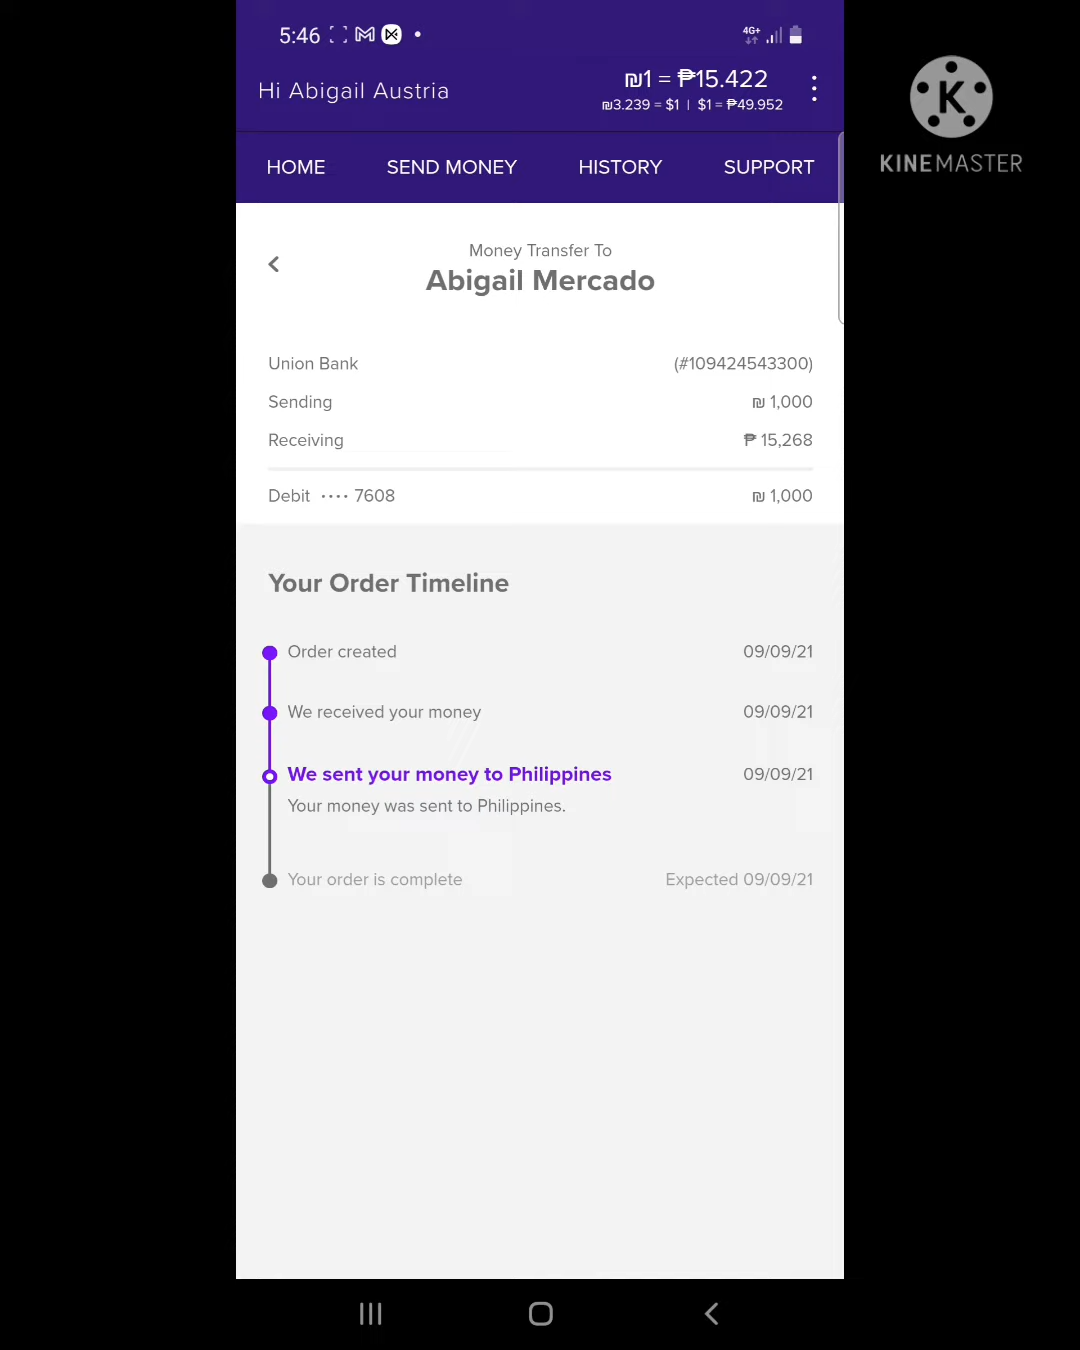 5:46
4G+
Hi Abigail Austria
₪1 = ₱15.422
₪3.239 = $1 | $1 = ₱49.952
HOME SEND MONEY HISTORY SUPPORT
Money Transfer To
Abigail Mercado
Union Bank (#109424543300)
Sending ₪ 1,000
Receiving ₱ 15,268
Debit •••• 7608 ₪ 1,000
Your Order Timeline
Order created 09/09/21
We received your money 09/09/21
We sent your money to Philippines 09/09/21
Your money was sent to Philippines.
Your order is complete Expected 09/09/21
K
KINEMASTER